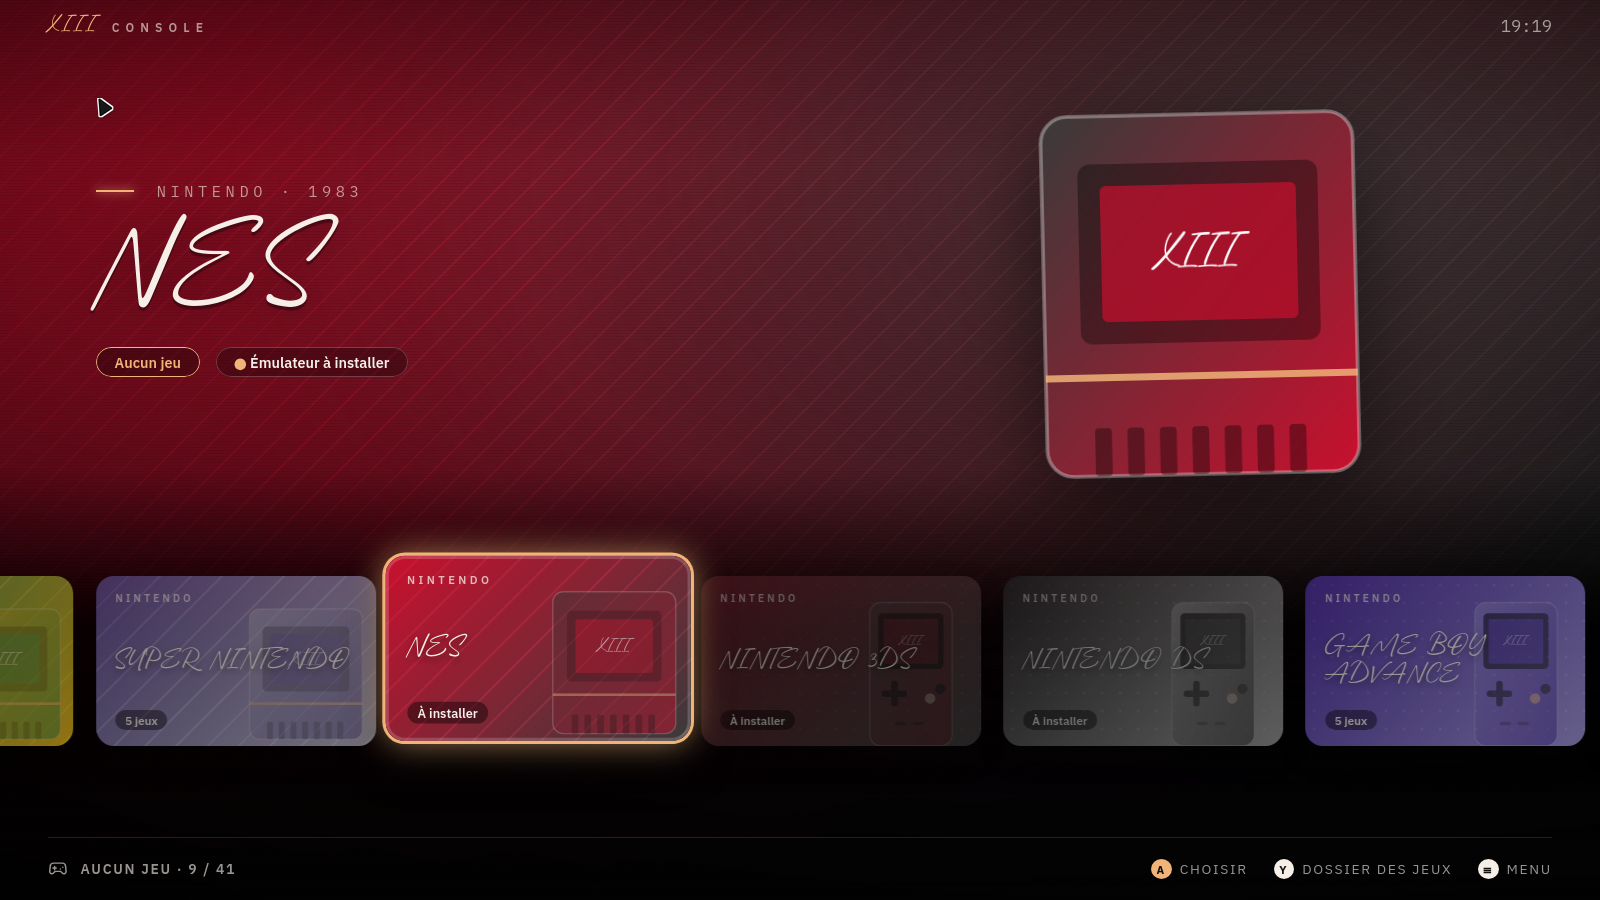 XIII CONSOLE
19:19
NINTENDO · 1983
NES
Aucun jeu
Émulateur à installer
XIII
NINTENDO
SUPER NINTENDO
5 jeux
NINTENDO
NES
XIII
À installer
NINTENDO
NINTENDO 3DS
XIII
À installer
NINTENDO
NINTENDO DS
XIII
À installer
NINTENDO
GAME BOY
ADVANCE
XIII
5 jeux
AUCUN JEU · 9 / 41
A CHOISIR
Y DOSSIER DES JEUX
≡ MENU